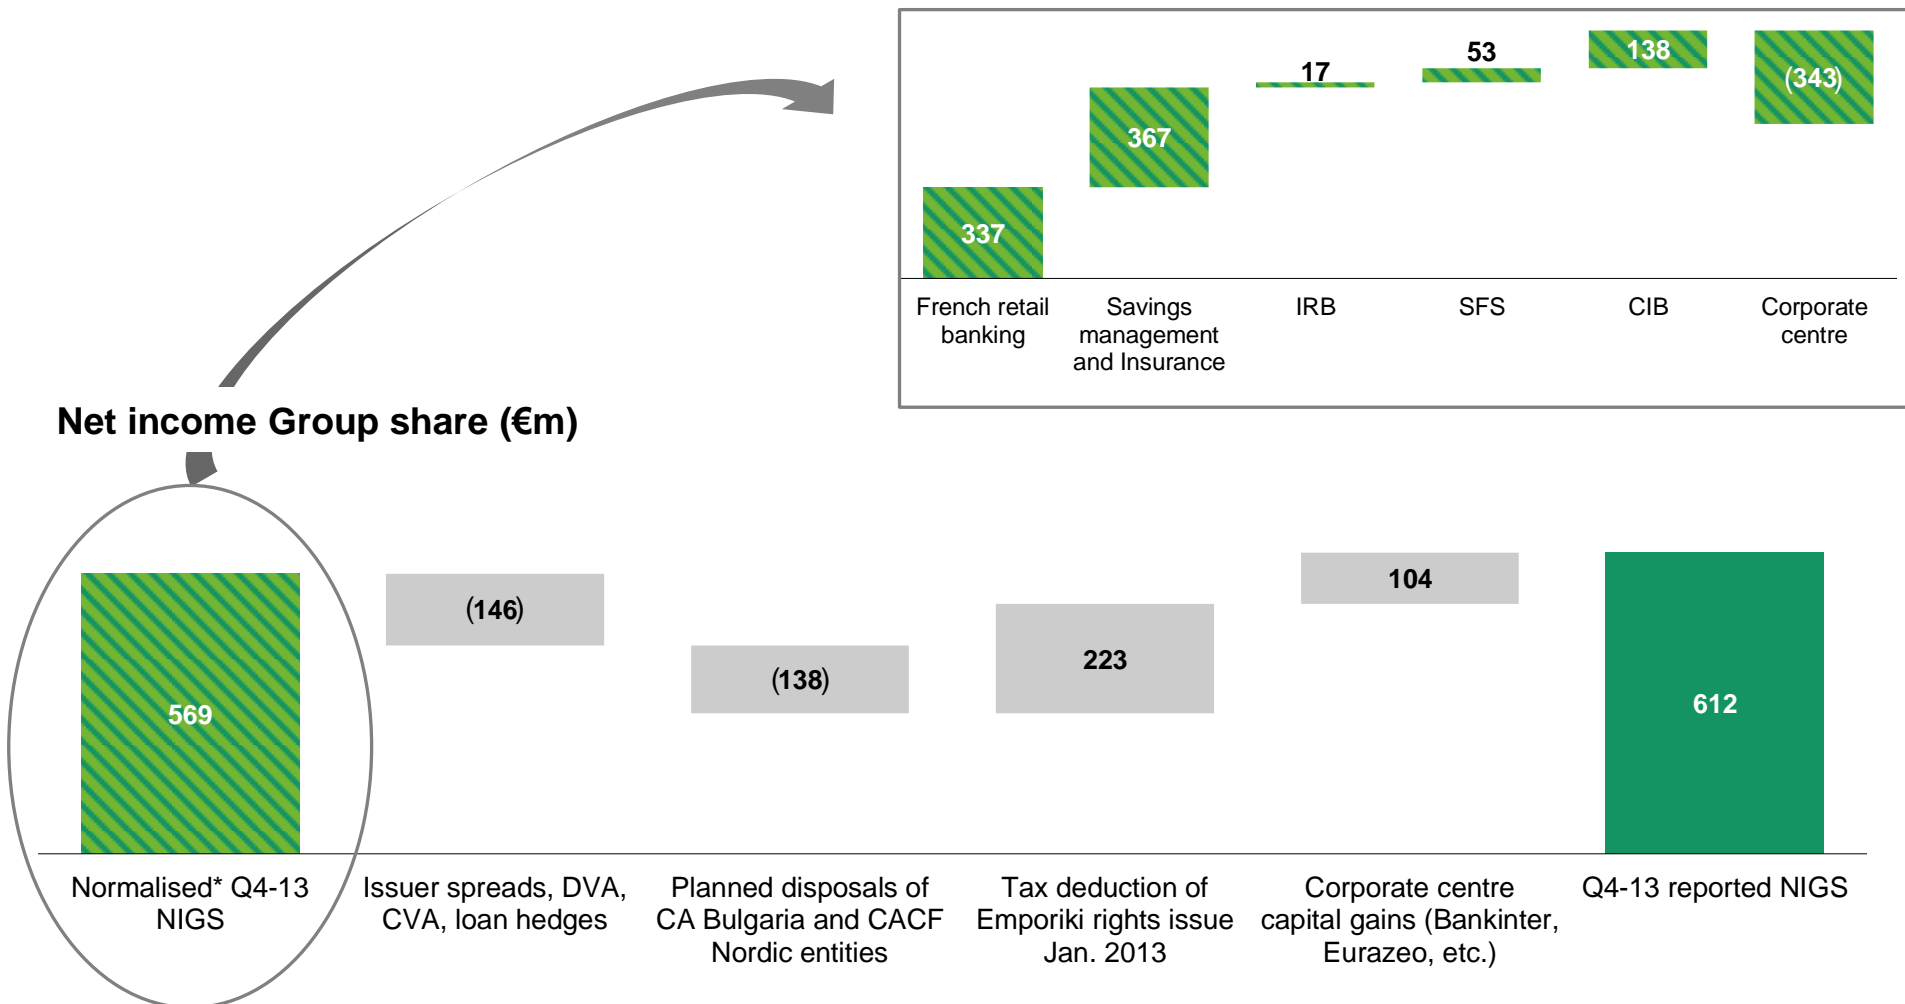 337
367
17
53
138
(343)
French retail
banking
Savings
management
and Insurance
IRB
SFS
CIB
Corporate
centre
Net income Group share (€m)
569
(146)
(138)
223
104
612
Normalised* Q4-13
NIGS
Issuer spreads, DVA,
CVA, loan hedges
Planned disposals of
CA Bulgaria and CACF
Nordic entities
Tax deduction of
Emporiki rights issue
Jan. 2013
Corporate centre
capital gains (Bankinter,
Eurazeo, etc.)
Q4-13 reported NIGS